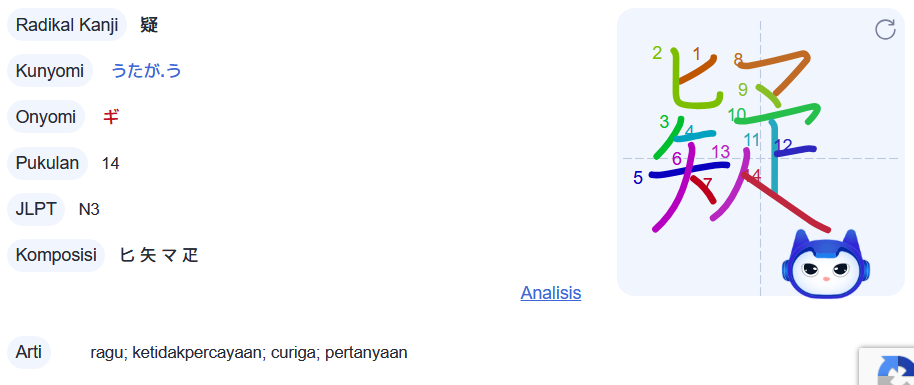 Radikal Kanji 疑
Kunyomi うたが.う
Onyomi ギ
Pukulan 14
JLPT N3
Komposisi 匕 矢 マ 疋
Analisis
Arti ragu; ketidakpercayaan; curiga; pertanyaan
2 1 8
9
3 4 10
11 12
5 6 13
7 14